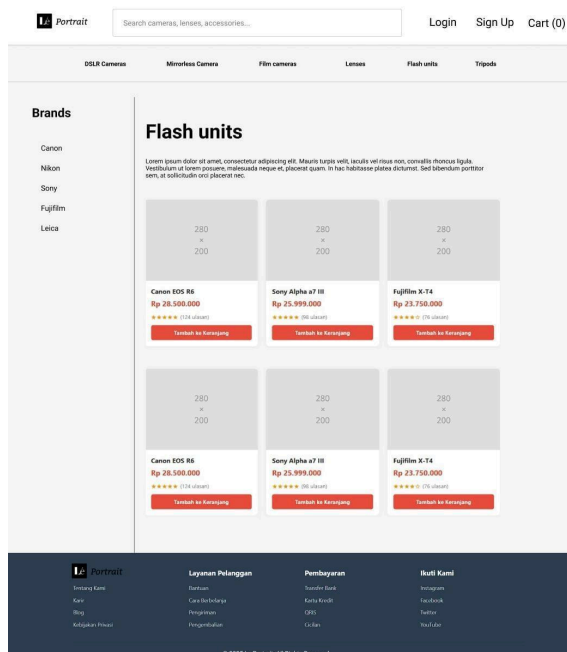 Le Portrait
Search cameras, lenses, accessories...
Login Sign Up Cart (0)
DSLR Cameras Mirrorless Camera Film cameras Lenses Flash units Tripods
Brands
Canon
Nikon
Sony
Fujifilm
Leica
Flash units
Lorem ipsum dolor sit amet, consectetur adipiscing elit. Mauris turpis velit, iaculis vel risus non, convallis rhoncus ligula.
Vestibulum ut lorem posuere, malesuada neque et, placerat quam. In hac habitasse platea dictumst. Sed bibendum porttitor
sem, at sollicitudin orci placerat nec.
280 280 280
x x x
200 200 200
Canon EOS R6 Sony Alpha a7 III Fujifilm X-T4
Rp 28.500.000 Rp 25.999.000 Rp 23.750.000
★★★★★ (124 ulasan) ★★★★★ (98 ulasan) ★★★★☆ (76 ulasan)
Tambah ke Keranjang Tambah ke Keranjang Tambah ke Keranjang
280 280 280
x x x
200 200 200
Canon EOS R6 Sony Alpha a7 III Fujifilm X-T4
Rp 28.500.000 Rp 25.999.000 Rp 23.750.000
★★★★★ (124 ulasan) ★★★★★ (98 ulasan) ★★★★☆ (76 ulasan)
Tambah ke Keranjang Tambah ke Keranjang Tambah ke Keranjang
Le Portrait Layanan Pelanggan Pembayaran Ikuti Kami
Tentang Kami Bantuan Transfer Bank Instagram
Karir Cara Berbelanja Kartu Kredit Facebook
Blog Pengiriman QRIS Twitter
Kebijakan Privasi Pengembalian Cicilan YouTube